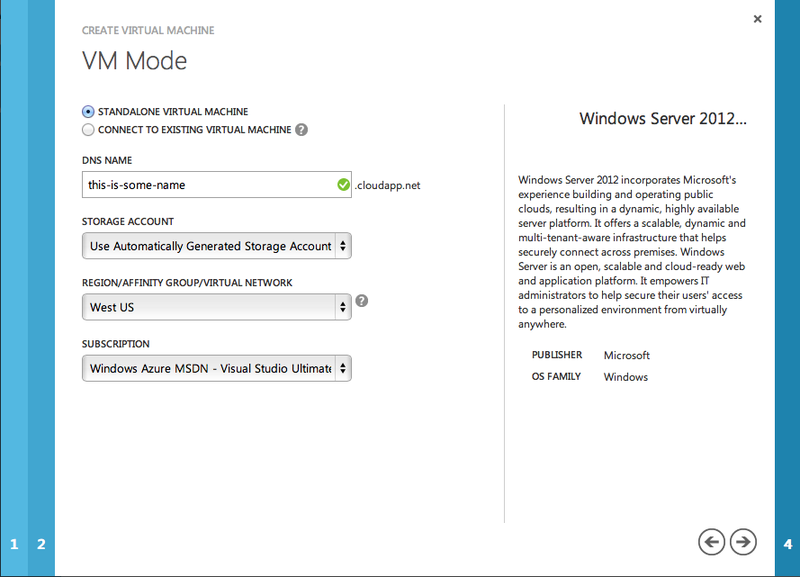 CREATE VIRTUAL MACHINE
VM Mode
STANDALONE VIRTUAL MACHINE
CONNECT TO EXISTING VIRTUAL MACHINE ?
DNS NAME
this-is-some-name .cloudapp.net
STORAGE ACCOUNT
Use Automatically Generated Storage Account
REGION/AFFINITY GROUP/VIRTUAL NETWORK
West US ?
SUBSCRIPTION
Windows Azure MSDN - Visual Studio Ultimate
Windows Server 2012...
Windows Server 2012 incorporates Microsoft's
experience building and operating public
clouds, resulting in a dynamic, highly available
server platform. It offers a scalable, dynamic and
multi-tenant-aware infrastructure that helps
securely connect across premises. Windows
Server is an open, scalable and cloud-ready web
and application platform. It empowers IT
administrators to help secure their users' access
to a personalized environment from virtually
anywhere.
PUBLISHER Microsoft
OS FAMILY Windows
1 2 4